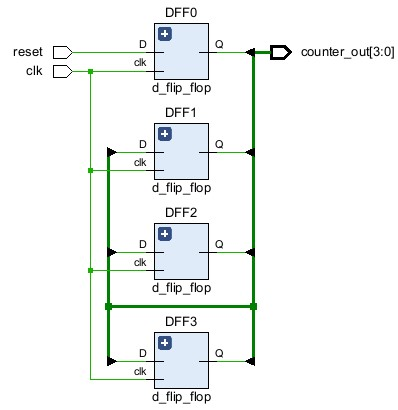 DFF0
reset
D
Q
counter_out[3:0]
clk
clk
d_flip_flop
DFF1
D
Q
clk
d_flip_flop
DFF2
D
Q
clk
d_flip_flop
DFF3
D
Q
clk
d_flip_flop